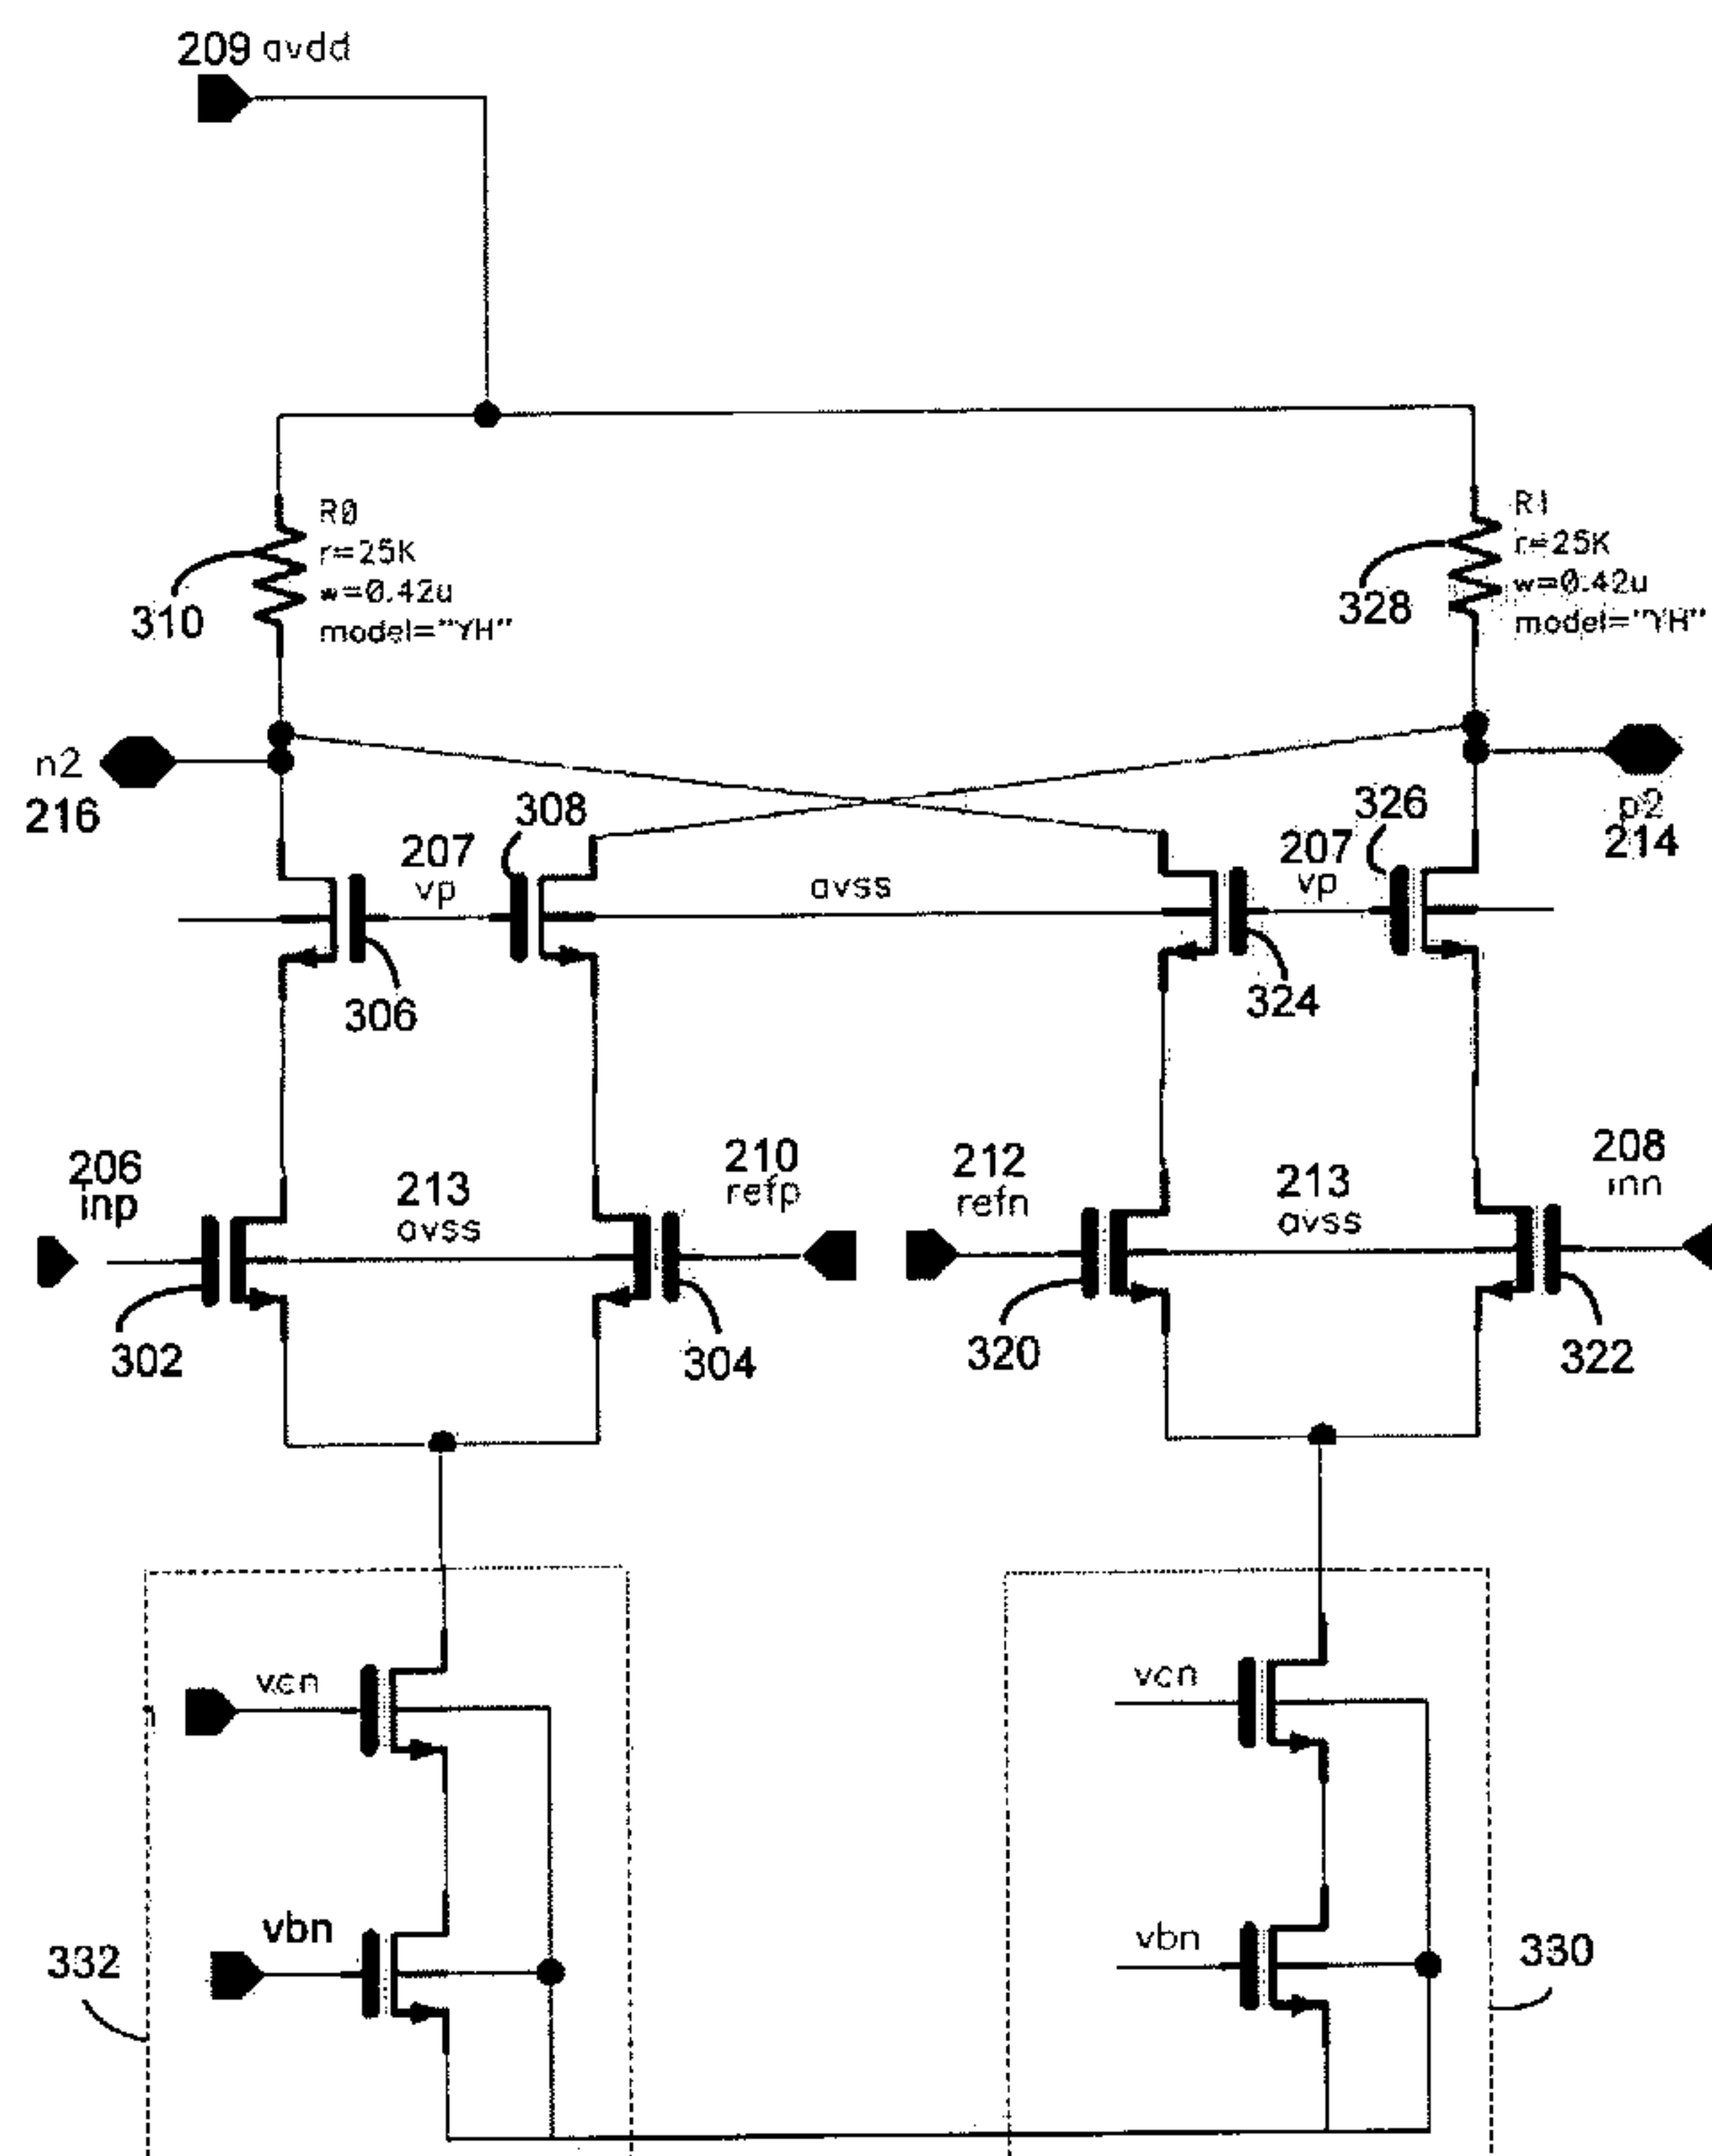 209 avdd
R0
r=25K
w=0.42u
model="YH"
310
R1
r=25K
w=0.42u
model="YH"
328
n2
216
308
207
vp
avss
207
vp
326
p2
214
306
324
206
inp
213
avss
210
refp
212
refn
213
avss
208
inn
302
304
320
322
vcn
vcn
vbn
vbn
332
330